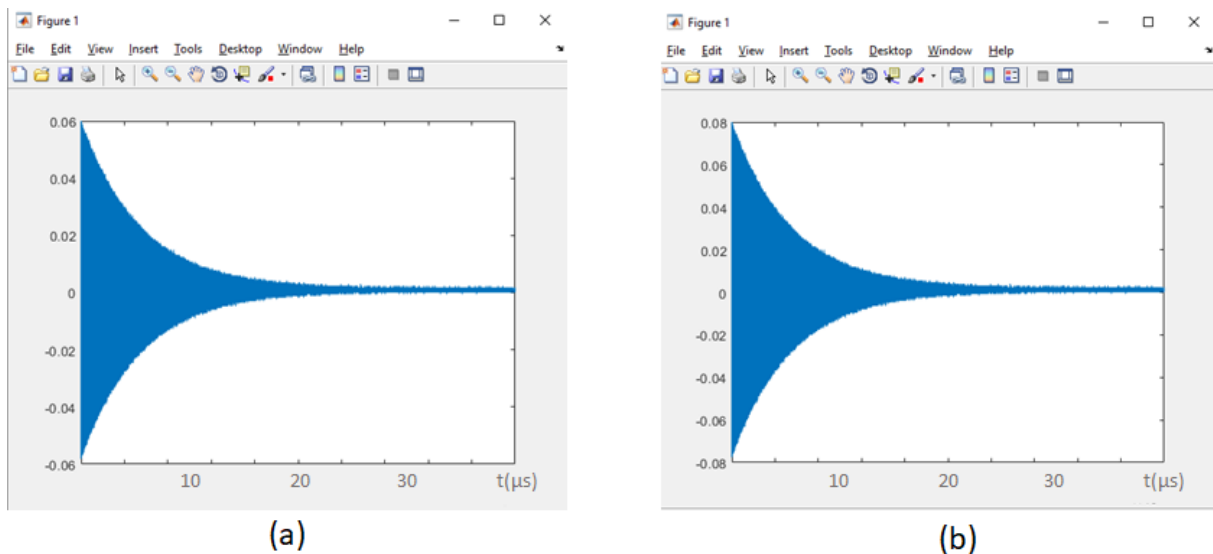 Figure 1
File Edit View Insert Tools Desktop Window Help
0.06
0.04
0.02
0
-0.02
-0.04
-0.06
10 20 30 t(μs)
(a)
Figure 1
File Edit View Insert Tools Desktop Window Help
0.08
0.06
0.04
0.02
0
-0.02
-0.04
-0.06
-0.08
10 20 30 t(μs)
(b)